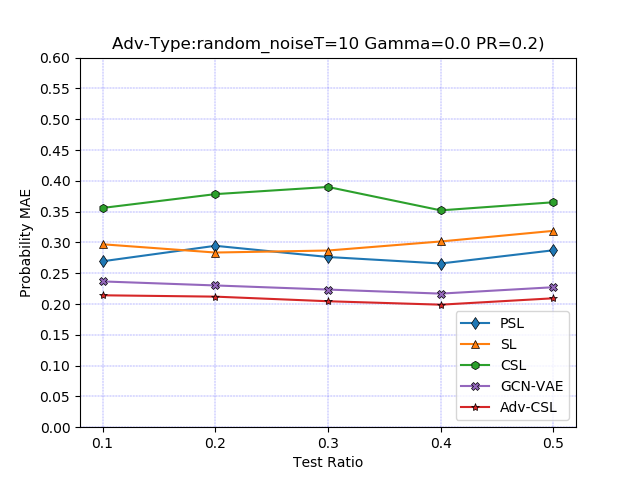 Adv-Type:random_noiseT=10 Gamma=0.0 PR=0.2)
0.60
0.55
0.50
0.45
0.40
0.35
0.30
0.25
0.20
0.15
0.10
0.05
0.00
Probability MAE
0.1 0.2 0.3 0.4 0.5
Test Ratio
PSL
SL
CSL
GCN-VAE
Adv-CSL